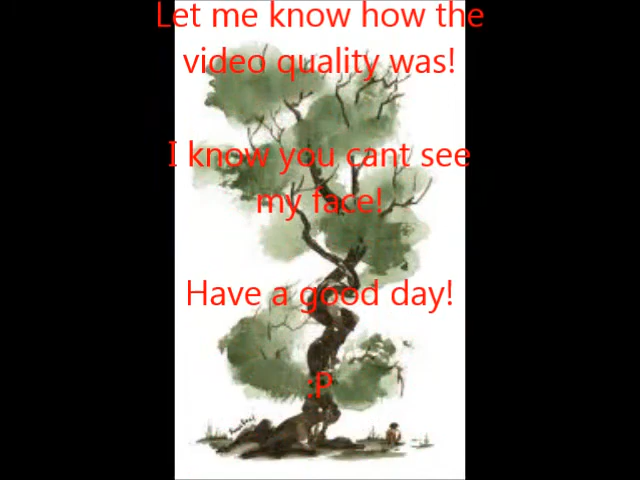 Let me know how the
video quality was!
I know you cant see
my face!
Have a good day!
:P